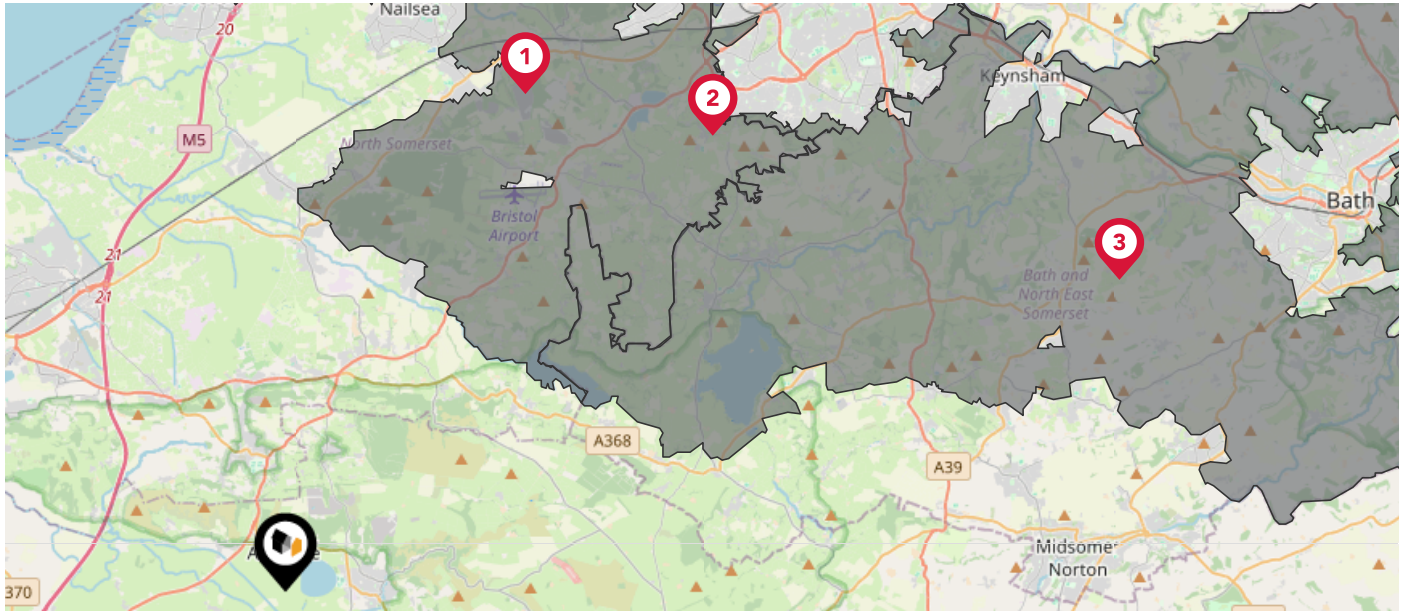 Nailsea
20
1
2
Keynsham
M5
North Somerset
Bristol
Airport
Bath
3
21
21
Bath and
North East
Somerset
A368
A39
Midsomer
Norton
370